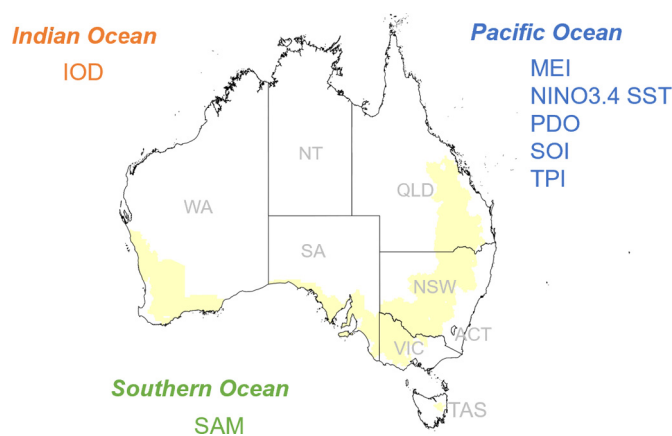 Indian Ocean
IOD
Pacific Ocean
MEI
NINO3.4 SST
PDO
SOI
TPI
NT
QLD
WA
SA
NSW
ACT
VIC
TAS
Southern Ocean
SAM